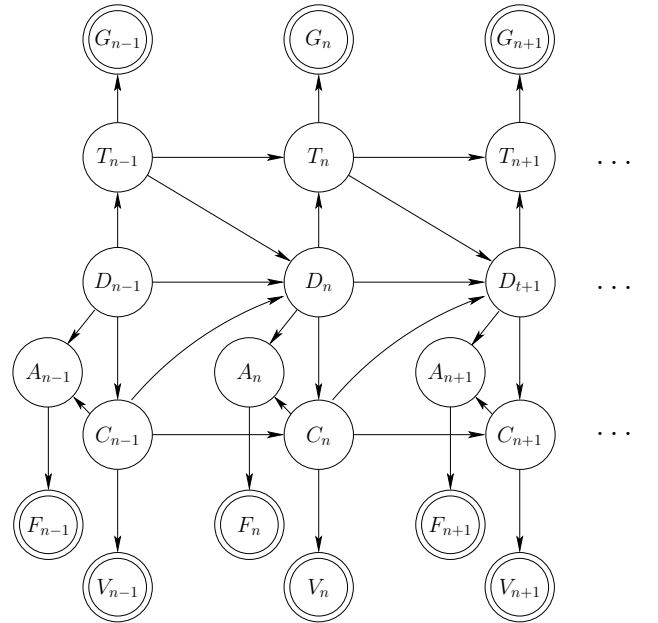 G_{n-1} G_n G_{n+1}
T_{n-1} T_n T_{n+1} . . .
D_{n-1} D_n D_{t+1} . . .
A_{n-1} A_n A_{n+1}
C_{n-1} C_n C_{n+1} . . .
F_{n-1} F_n F_{n+1}
V_{n-1} V_n V_{n+1}